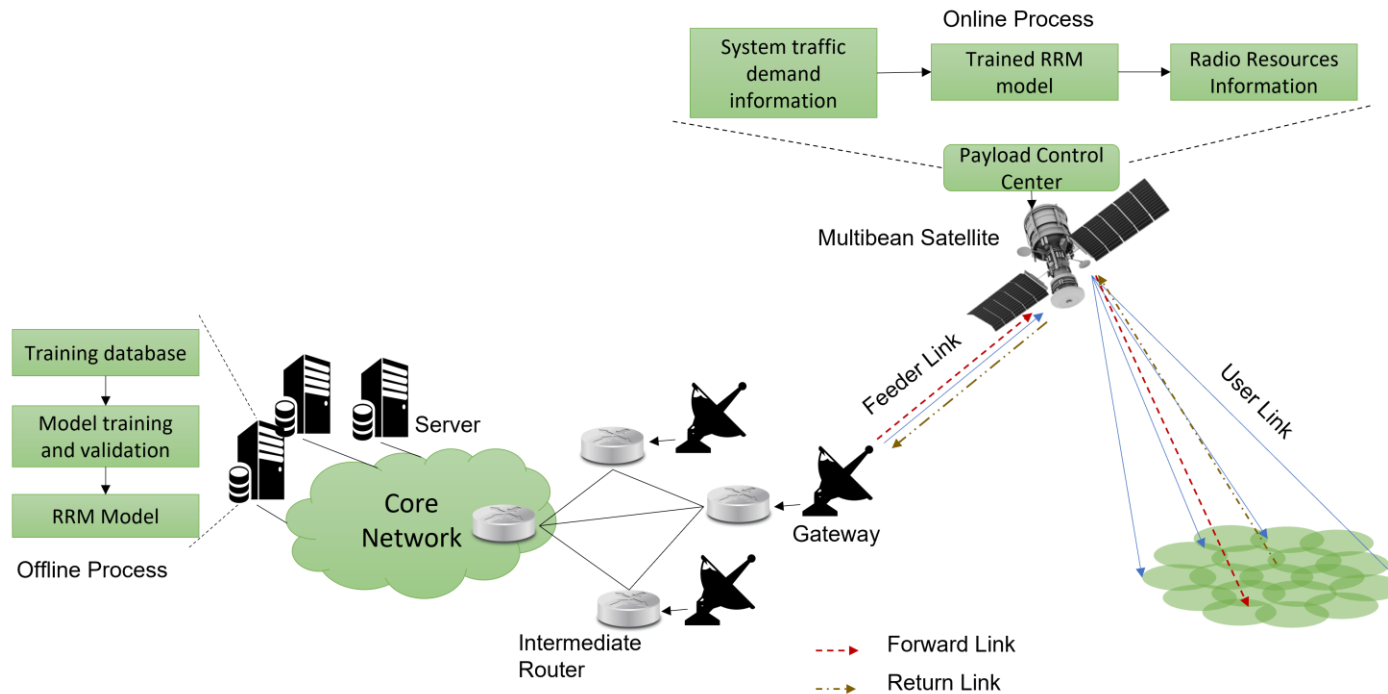 Online Process
System traffic
demand
information
Trained RRM
model
Radio Resources
Information
Payload Control
Center
Multibean Satellite
Training database
Model training
and validation
RRM Model
Offline Process
Server
Core
Network
Feeder Link
User Link
Gateway
Intermediate
Router
Forward Link
Return Link